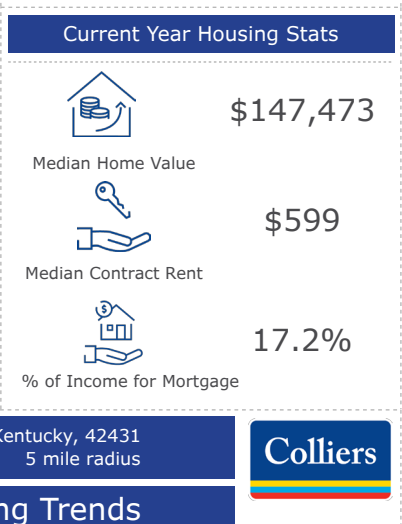 Current Year Housing Stats
$147,473
Median Home Value
$599
Median Contract Rent
$
17.2%
% of Income for Mortgage
Kentucky, 42431
5 mile radius
Colliers
Trends